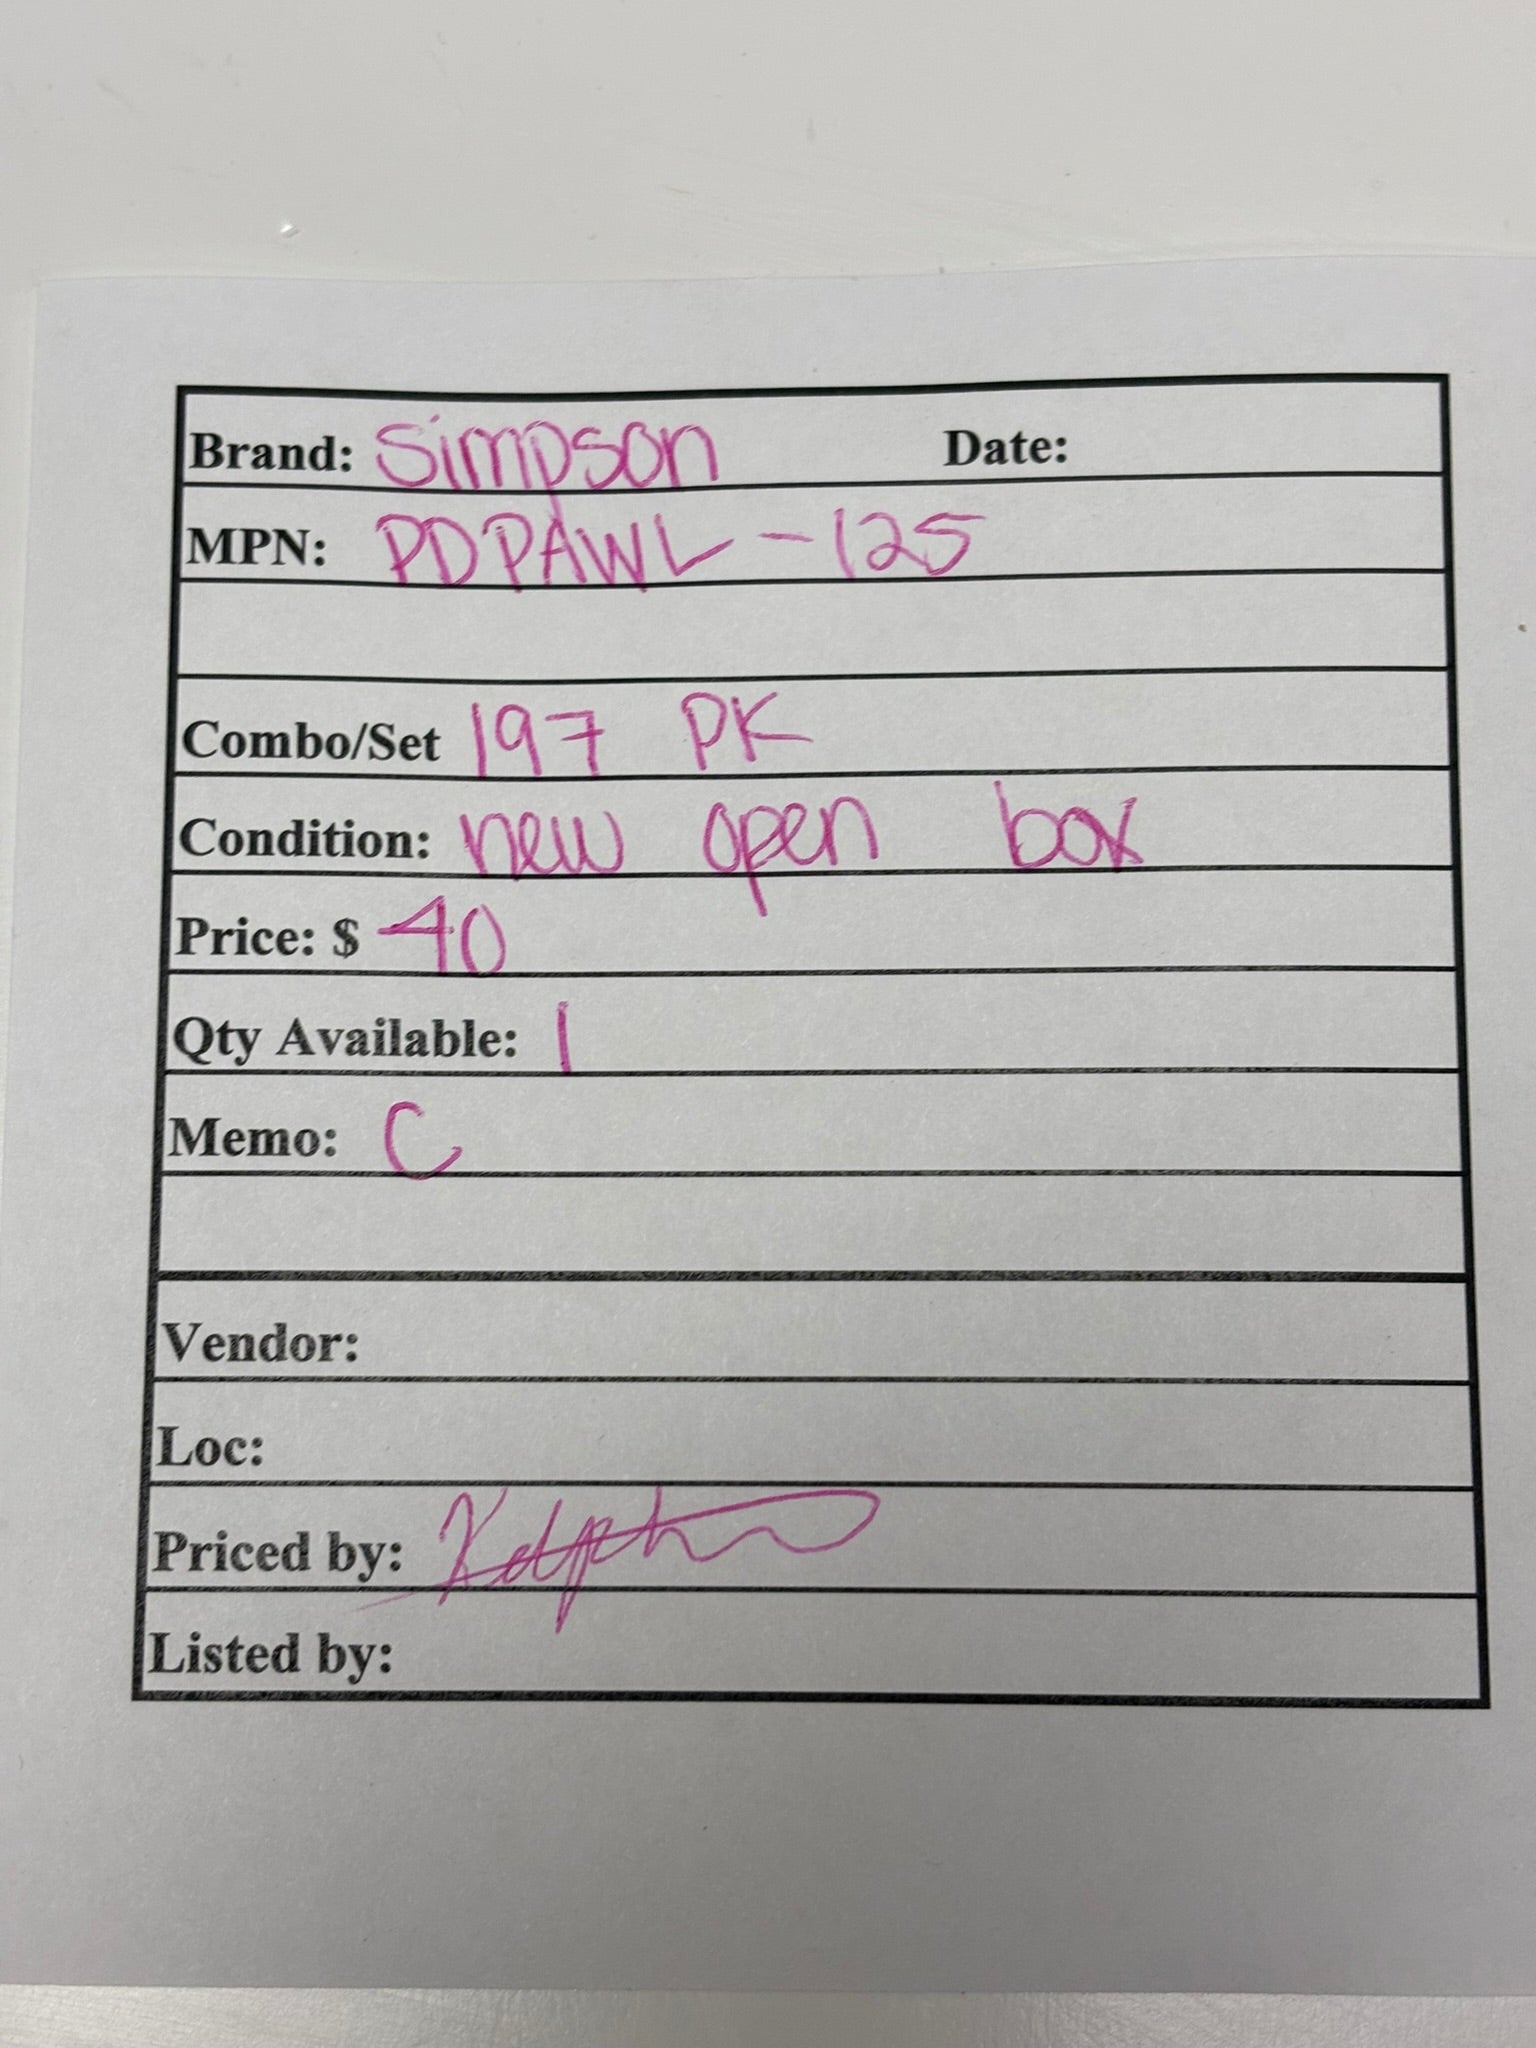 Brand: Simpson Date:
MPN: PDPAWL-125
Combo/Set 197 PK
Condition: new open box
Price: $ 40
Qty Available: 1
Memo: C
Vendor:
Loc:
Priced by:
Listed by: